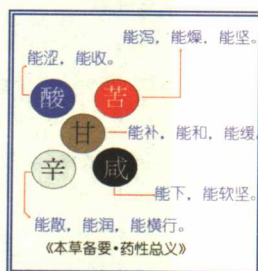 能泻，能燥，能坚。
能涩，能收。
酸
苦
甘
能补，能和，能缓.
辛
咸
能下，能软坚。
能散，能润，能横行。
《本草备要•药性总义》